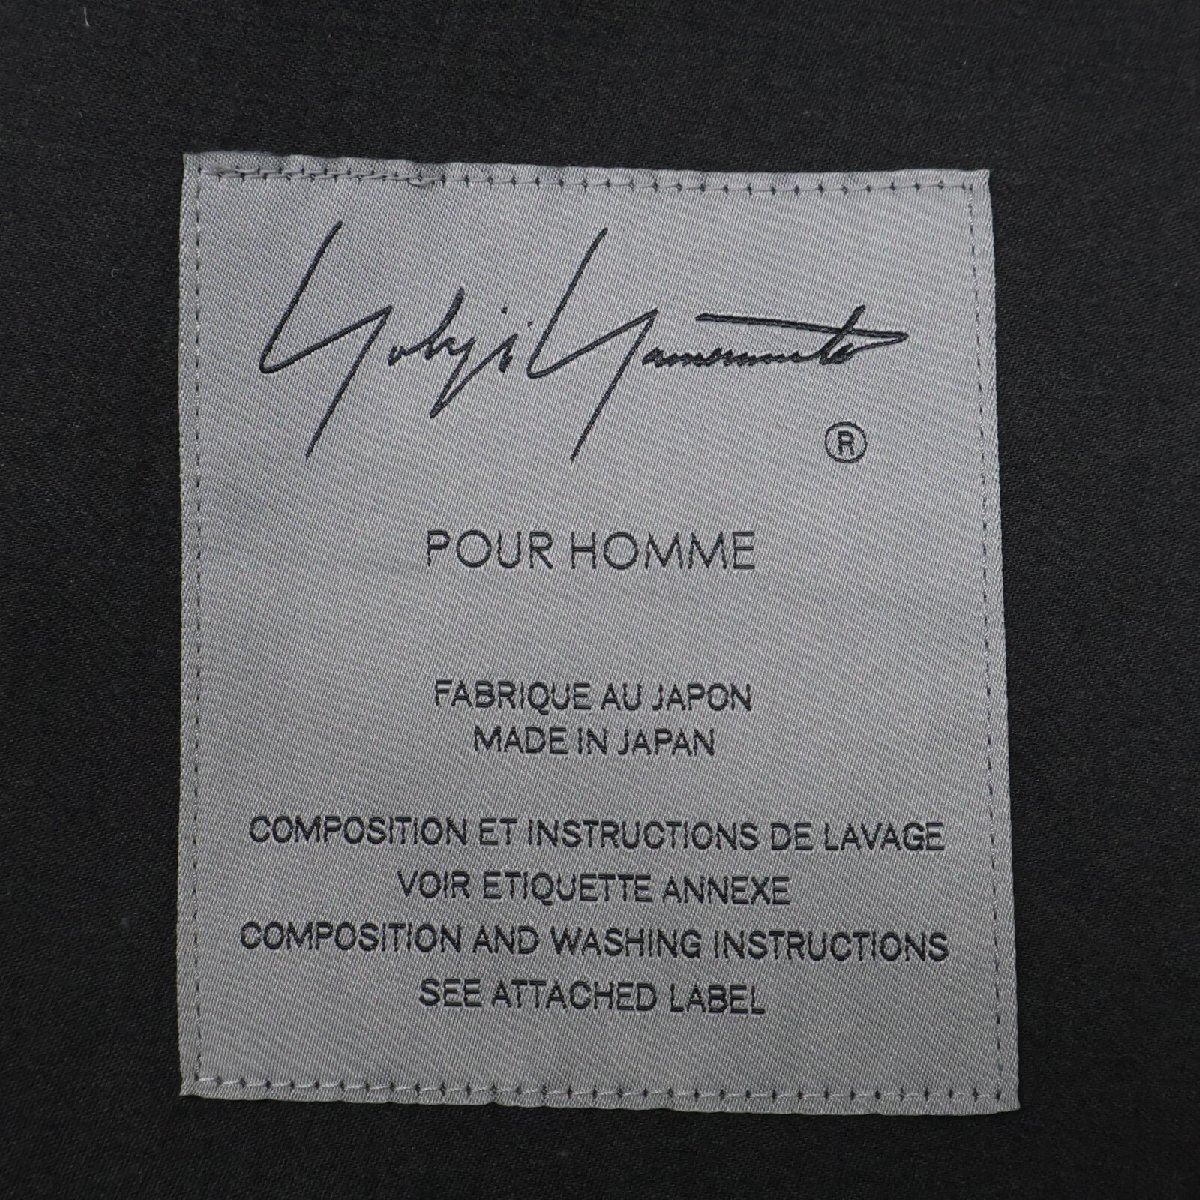 Yohji Yamamoto
®
POUR HOMME
FABRIQUE AU JAPON
MADE IN JAPAN
COMPOSITION ET INSTRUCTIONS DE LAVAGE
VOIR ETIQUETTE ANNEXE
COMPOSITION AND WASHING INSTRUCTIONS
SEE ATTACHED LABEL